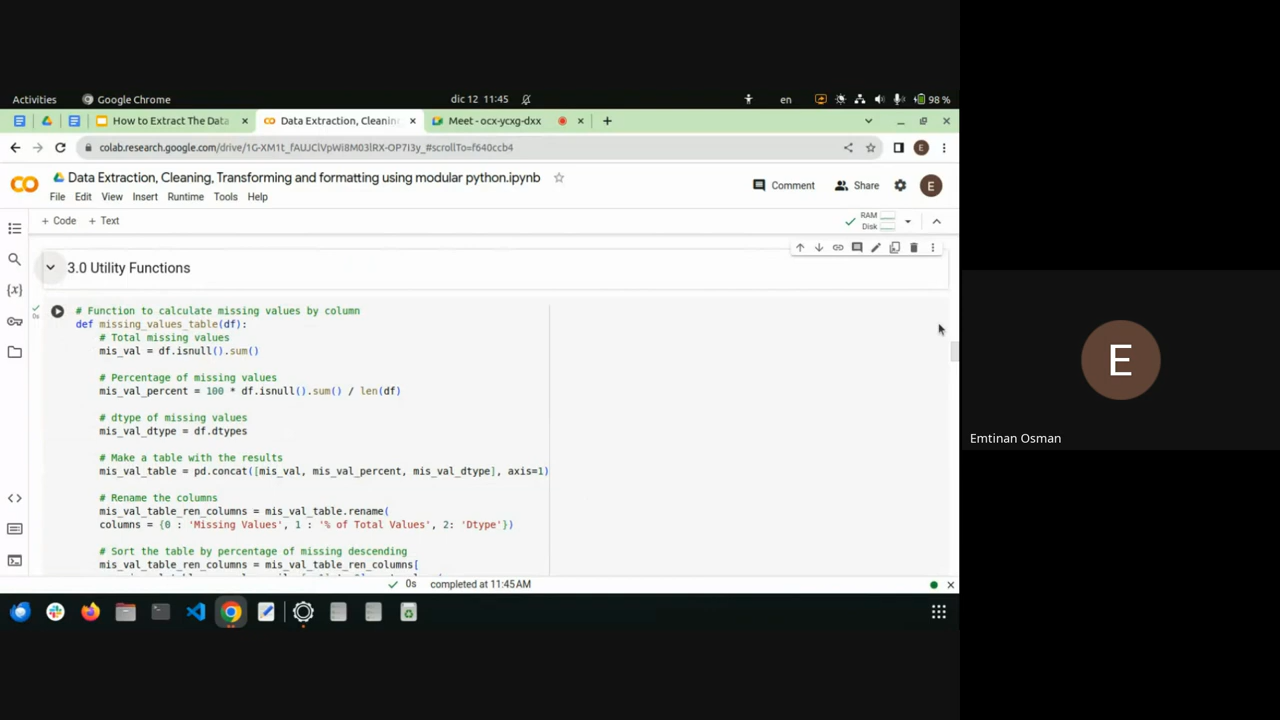 Activities
Google Chrome
dic 12 11:45
en
98 %
How to Extract The Data
Data Extraction, Cleanin
Meet - ocx-ycxg-dxx
colab.research.google.com/drive/1G-XM1t_fAUJClVpWi8M03lRX-OP7I3y_#scrollTo=f640ccb4
E
CO
Data Extraction, Cleaning, Transforming and formatting using modular python.ipynb
Comment
Share
E
File Edit View Insert Runtime Tools Help
+ Code + Text
RAM
Disk
3.0 Utility Functions
0s
# Function to calculate missing values by column
def missing_values_table(df):
# Total missing values
mis_val = df.isnull().sum()
# Percentage of missing values
mis_val_percent = 100 * df.isnull().sum() / len(df)
# dtype of missing values
mis_val_dtype = df.dtypes
# Make a table with the results
mis_val_table = pd.concat([mis_val, mis_val_percent, mis_val_dtype], axis=1)
# Rename the columns
mis_val_table_ren_columns = mis_val_table.rename(
columns = {0 : 'Missing Values', 1 : '% of Total Values', 2: 'Dtype'})
# Sort the table by percentage of missing descending
mis_val_table_ren_columns = mis_val_table_ren_columns[
0s completed at 11:45 AM
E
Emtinan Osman